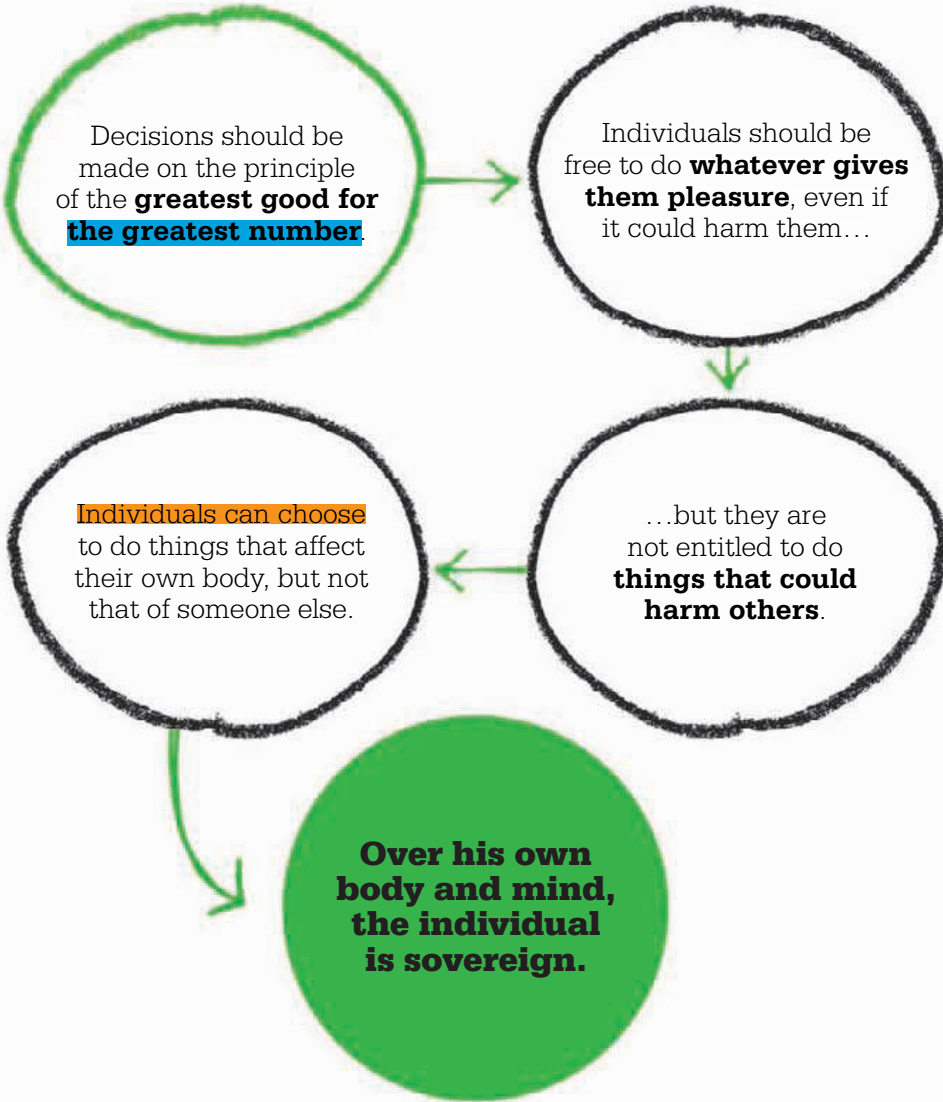 Decisions should be
made on the principle
of the greatest good for
the greatest number.
Individuals should be
free to do whatever gives
them pleasure, even if
it could harm them…
…but they are
not entitled to do
things that could
harm others.
Individuals can choose
to do things that affect
their own body, but not
that of someone else.
Over his own
body and mind,
the individual
is sovereign.